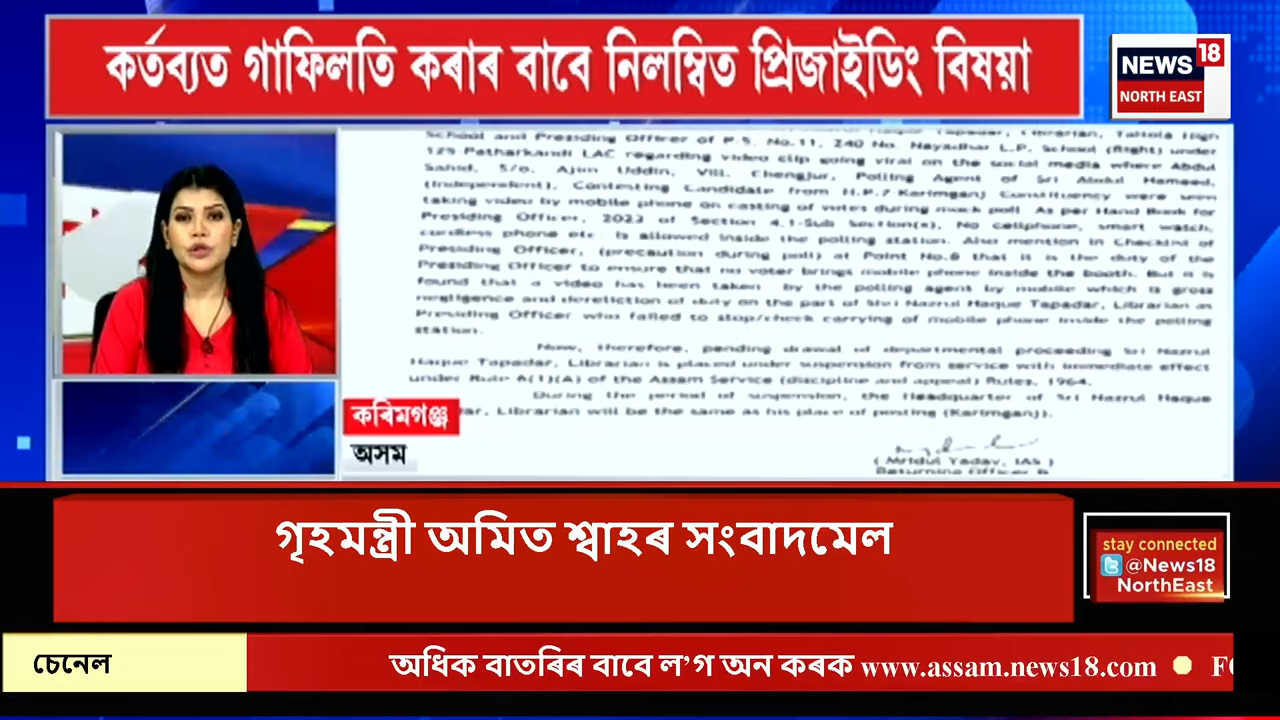 কৰ্তব্যত গাফিলতি কৰাৰ বাবে নিলম্বিত প্ৰিজাইডিং বিষয়া
NEWS 18
NORTH EAST
School and Presiding Officer of P.S. No.11, 240 No. Nayadhar L.P. School (Right) under
125-Patharkandi LAC regarding video clip going viral on the social media where Abdul
Sahid, S/o, Ajim Uddin, Vill. Chengjur, Polling Agent of Sri Abdul Hameed,
(Independent), Contesting Candidate from H.P.7-Karimganj Constituency were seen
taking video by mobile phone on casting of votes during mock poll. As per Hand Book for
Presiding Officer, 2023 of Section 4.1-Sub Section(s), No Cellphone, smart watch,
cordless phone etc. is allowed inside the polling station. Also mention in Checklist of
Presiding Officer, (precaution during poll) at Point No.8 that it is the duty of the
Presiding Officer to ensure that no voter brings mobile phone inside the booth. But it is
found that a video has been taken by the polling agent by mobile which is gross
negligence and dereliction of duty on the part of Shri Nazrul Haque Tapadar, Librarian as
Presiding Officer who failed to stop/check carrying of mobile phone inside the polling
station.
Now, therefore, pending drawal of departmental proceeding Sri Nazrul
Haque Tapadar, Librarian is placed under suspension from service with immediate effect
under Rule 6(1)(A) of the Assam Service (discipline and appeal) Rules, 1964.
During the period of suspension, the Headquarter of Sri Nazrul Haque
dar, Librarian will be the same as his place of posting (Karimganj).
(Mridul Yadav, IAS)
Returning Officer &
কৰিমগঞ্জ
অসম
গৃহমন্ত্ৰী অমিত শ্বাহৰ সংবাদমেল
stay connected
@News18
NorthEast
চেনেল
অধিক বাতৰিৰ বাবে ল'গ অন কৰক www.assam.news18.com